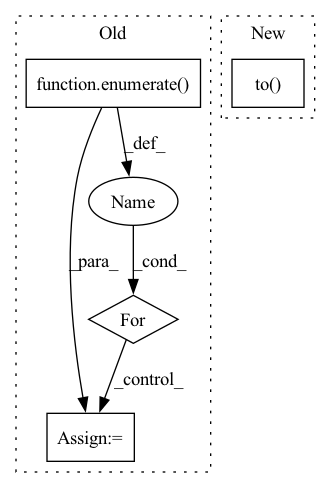 Old
New
function.enumerate()
to()
_def_
Name
_para_
_cond_
For
_control_
Assign:=